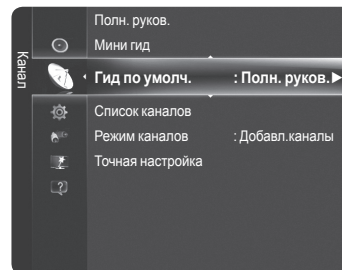 Канал
Полн. руков.
Мини гид
Гид по умолч. : Полн. руков.
Список каналов
Режим каналов : Добавл.каналы
Точная настройка